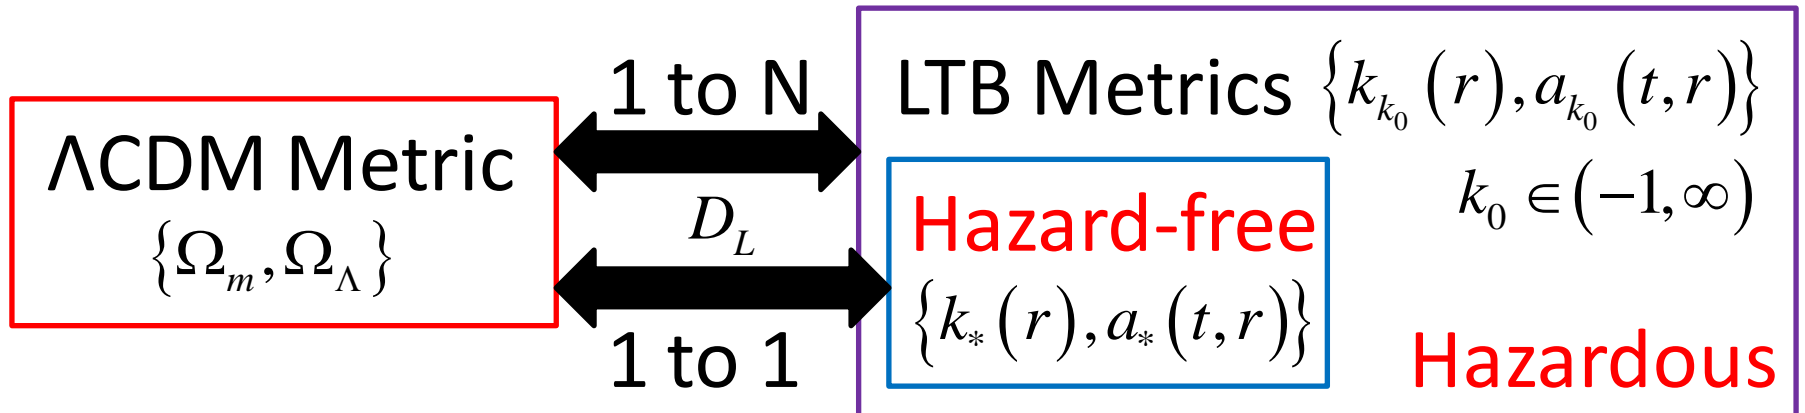 ΛCDM Metric
{Ω_m, Ω_Λ}
1 to N
D_L
1 to 1
LTB Metrics {k_{k_0}(r), a_{k_0}(t, r)}
k_0 ∈ (−1, ∞)
Hazard-free
{k_*(r), a_*(t, r)}
Hazardous